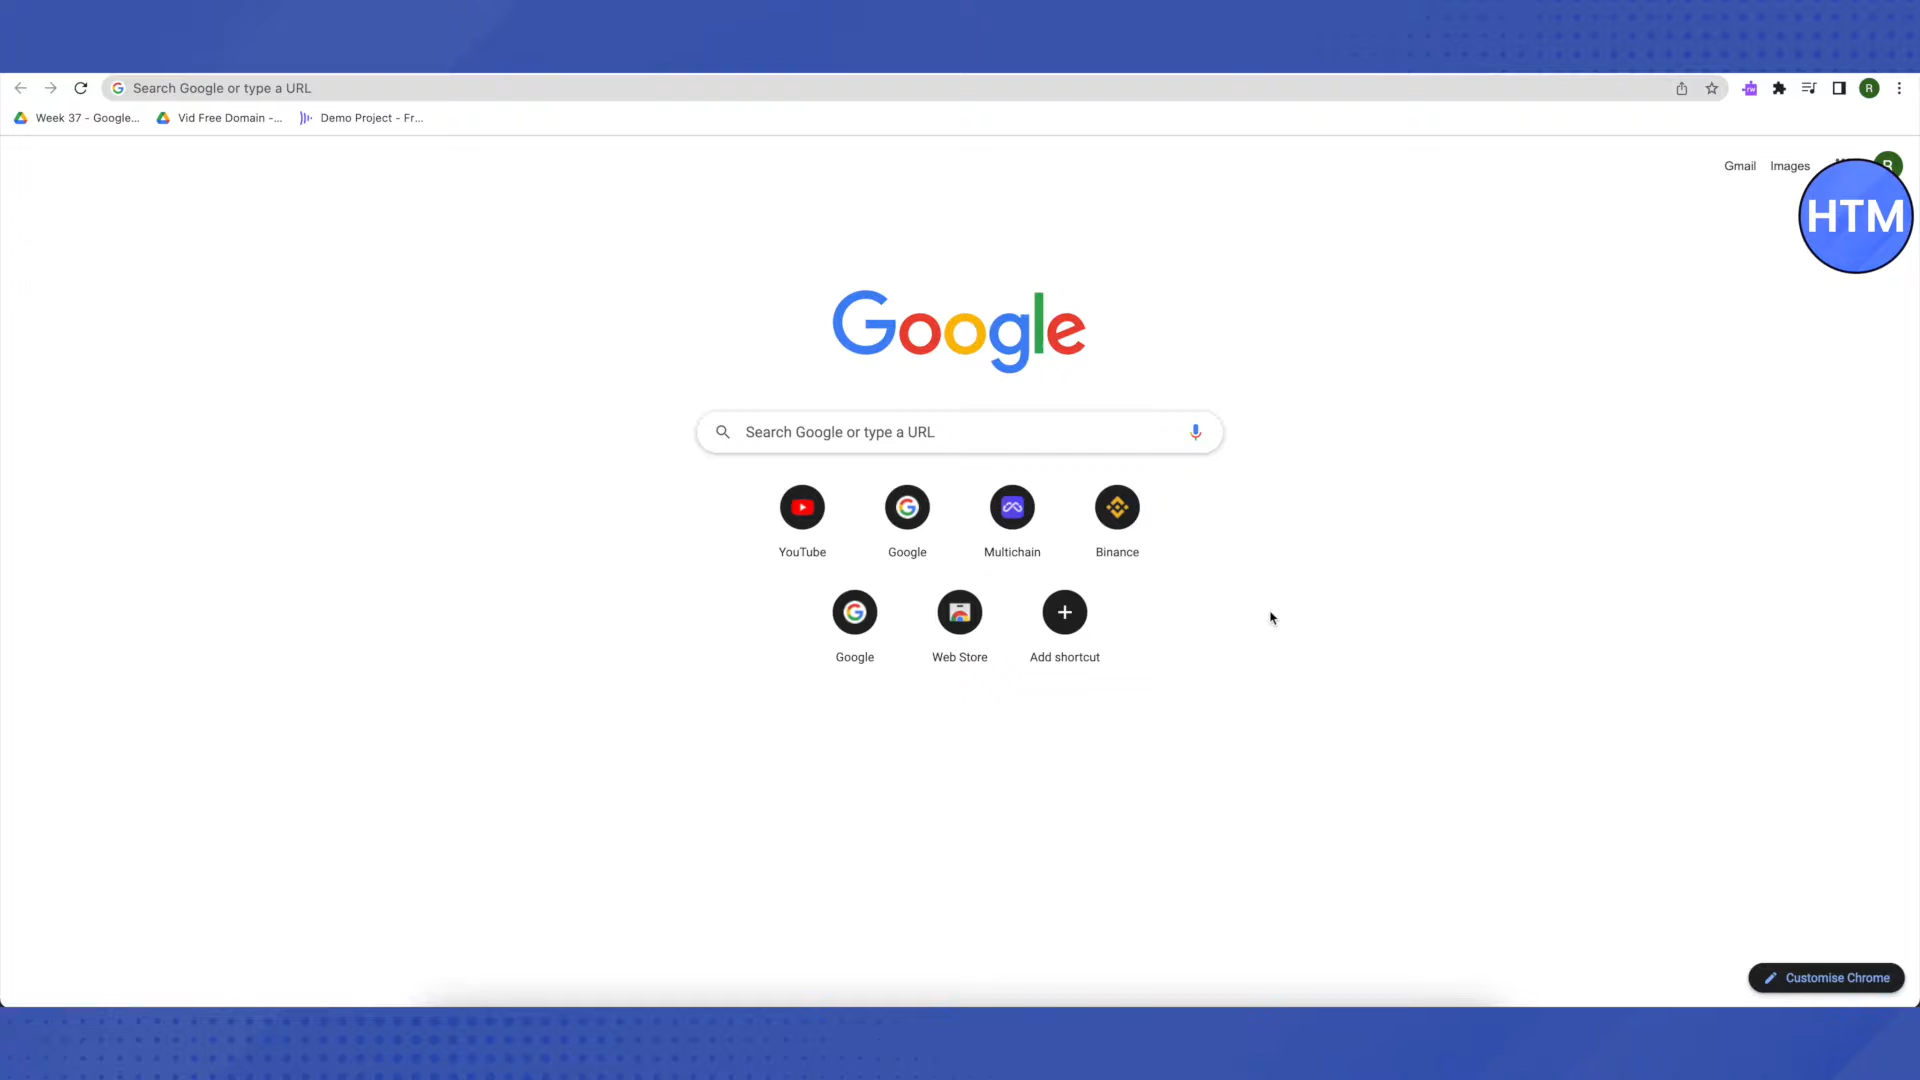 Search Google or type a URL
Week 37 - Google...
Vid Free Domain -...
Demo Project - Fr...
R
Gmail
Images
HTM
Google
Search Google or type a URL
YouTube
Google
Multichain
Binance
Google
Web Store
Add shortcut
Customise Chrome